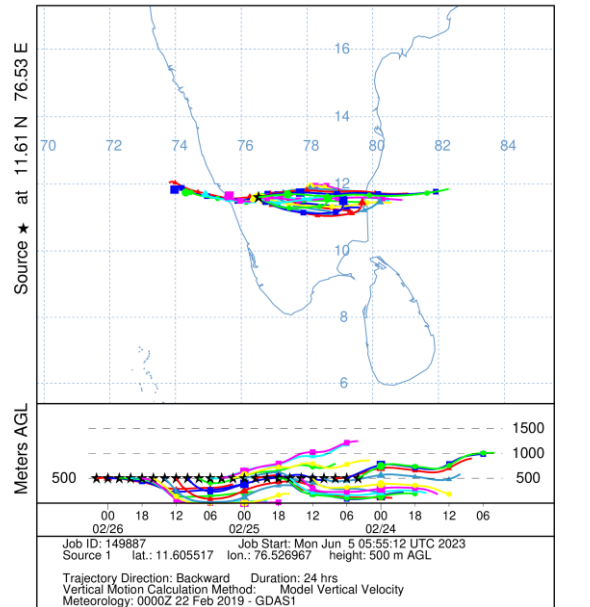 Source ★ at 11.61 N 76.53 E
16
14
70 72 74 76 78 80 82 84
12
10
8
6
Meters AGL
1500
1000
500 500
00 18 12 06 00 18 12 06 00 18 12 06
02/26 02/25 02/24
Job ID: 149887 Job Start: Mon Jun 5 05:55:12 UTC 2023
Source 1 lat.: 11.605517 lon.: 76.526967 height: 500 m AGL
Trajectory Direction: Backward Duration: 24 hrs
Vertical Motion Calculation Method: Model Vertical Velocity
Meteorology: 0000Z 22 Feb 2019 - GDAS1